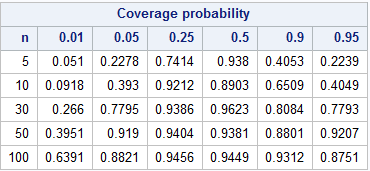 Coverage probability
n 0.01 0.05 0.25 0.5 0.9 0.95
5 0.051 0.2278 0.7414 0.938 0.4053 0.2239
10 0.0918 0.393 0.9212 0.8903 0.6509 0.4049
30 0.266 0.7795 0.9386 0.9623 0.8084 0.7793
50 0.3951 0.919 0.9404 0.9381 0.8801 0.9207
100 0.6391 0.8821 0.9456 0.9449 0.9312 0.8751